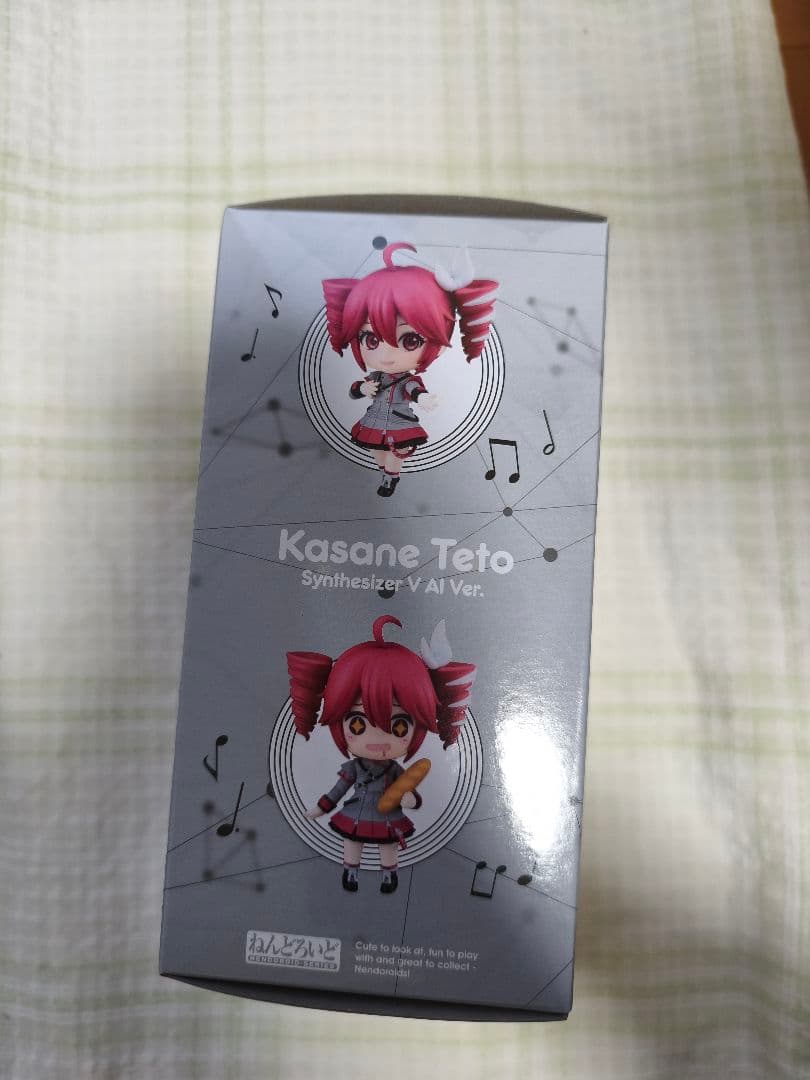 Kasane Teto
Synthesizer V AI Ver.
ねんどろいど
NENDOROID·SERIES
Cute to look at, fun to play
with and great to collect -
Nendoroids!